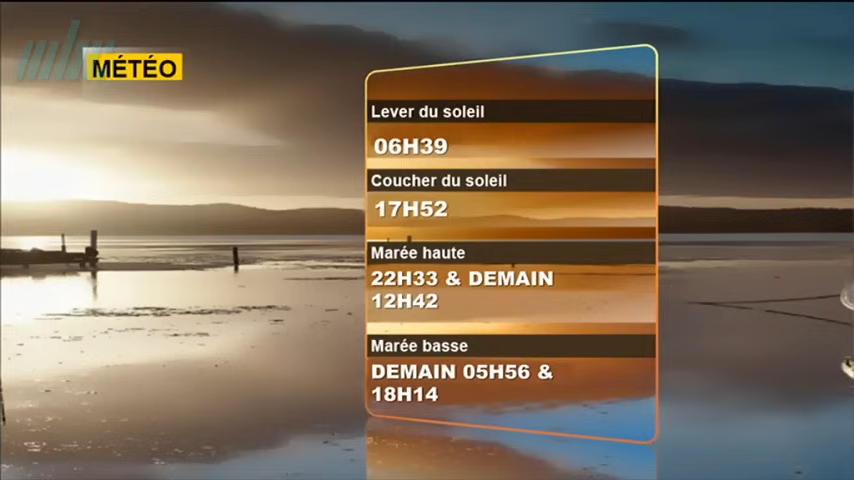 mbc
MÉTÉO
Lever du soleil
06H39
Coucher du soleil
17H52
Marée haute
22H33 & DEMAIN
12H42
Marée basse
DEMAIN 05H56 &
18H14